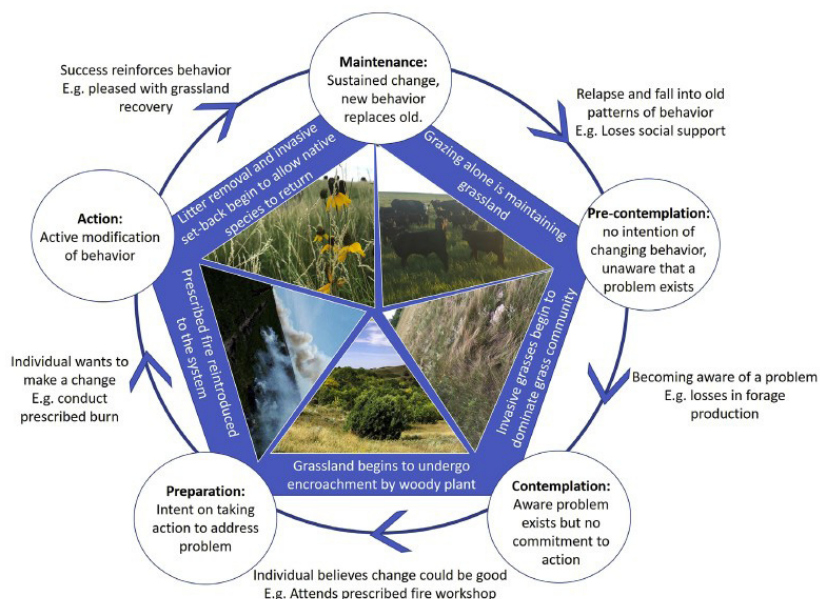 Maintenance:
Sustained change,
new behavior
replaces old.
Relapse and fall into old
patterns of behavior
E.g. Loses social support
Pre-contemplation:
no intention of
changing behavior,
unaware that a
problem exists
Becoming aware of a problem
E.g. losses in forage
production
Contemplation:
Aware problem
exists but no
commitment to
action
Individual believes change could be good
E.g. Attends prescribed fire workshop
Preparation:
Intent on taking
action to address
problem
Individual wants to
make a change
E.g. conduct
prescribed burn
Action:
Active modification
of behavior
Success reinforces behavior
E.g. pleased with grassland
recovery
Grazing alone is maintaining
grassland
Invasive grasses begin to
dominate grass community
Grassland begins to undergo
encroachment by woody plant
Prescribed fire reintroduced
to the system
Litter removal and invasive
set-back begin to allow native
species to return